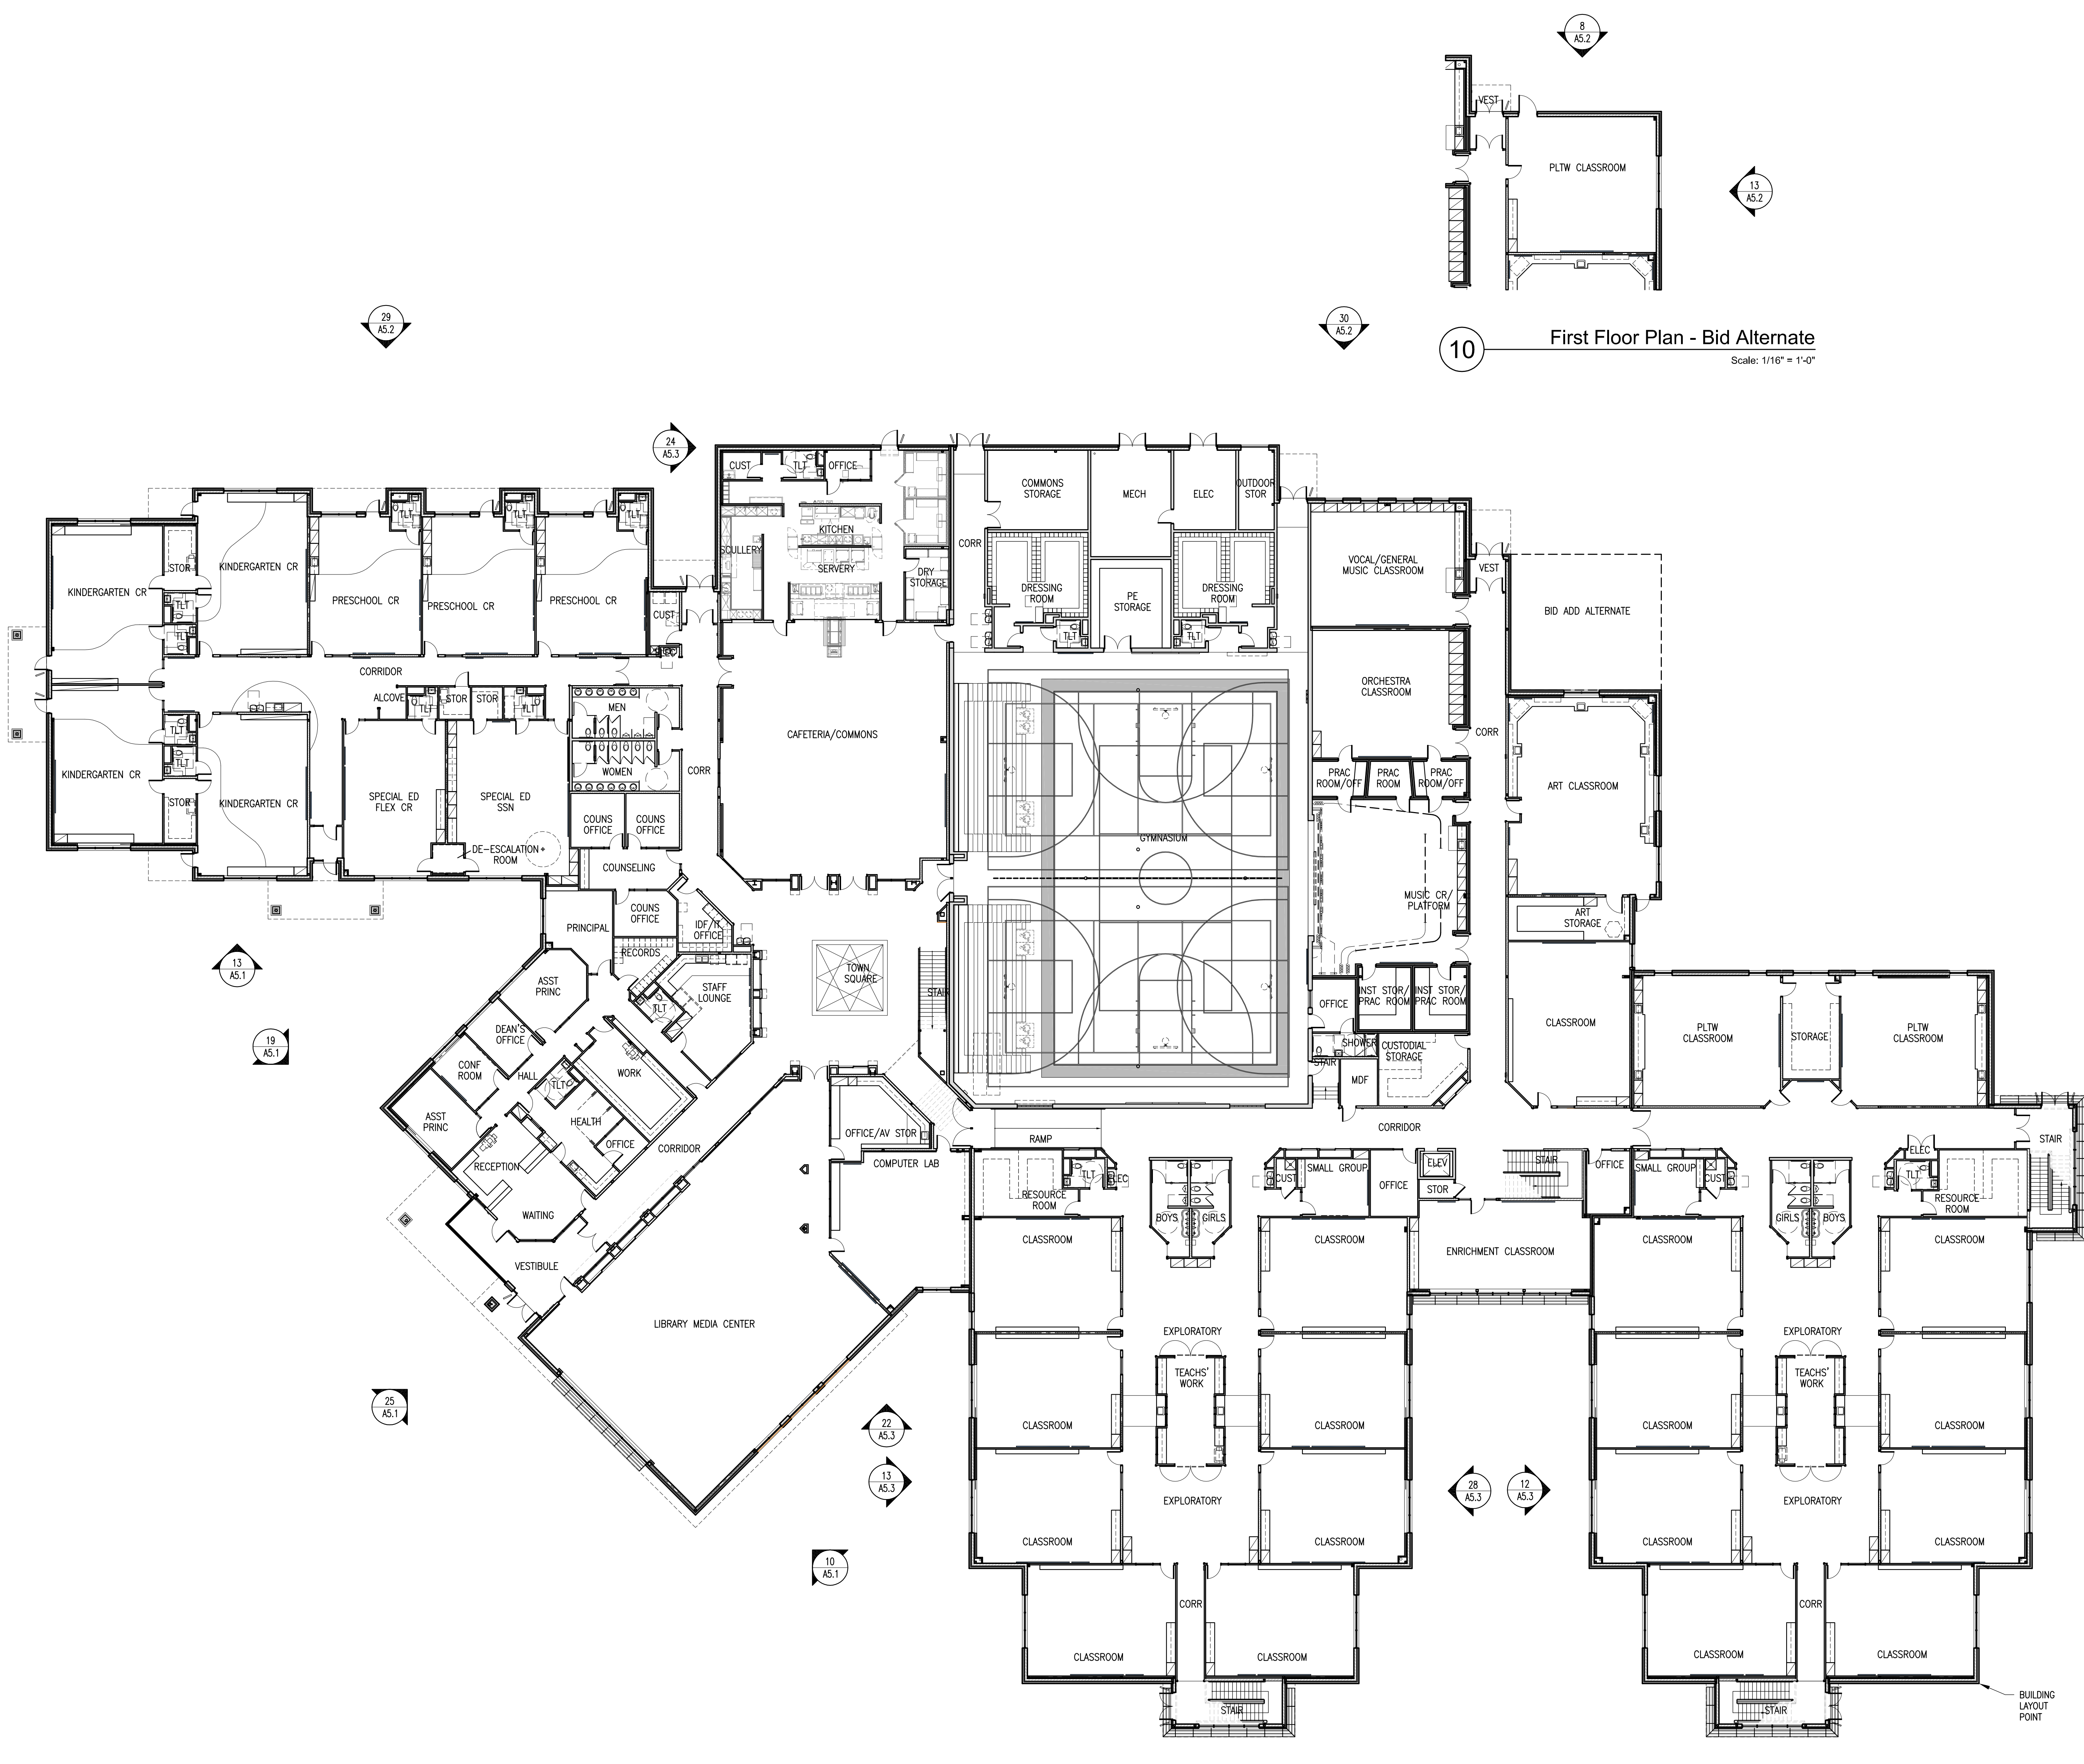 8
A5.2
VEST
PLTW CLASSROOM
13
A5.2
29
A5.2
30
A5.2
10
First Floor Plan - Bid Alternate
Scale: 1/16" = 1'-0"
24
A5.3
CUST
TLT
OFFICE
COMMONS
STORAGE
MECH
ELEC
OUTDOOR
STOR
KITCHEN
SCULLERY
SERVERY
DRY
STORAGE
CORR
DRESSING
ROOM
PE
STORAGE
DRESSING
ROOM
TLT
TLT
VOCAL/GENERAL
MUSIC CLASSROOM
VEST
BID ADD ALTERNATE
TLT
TLT
TLT
KINDERGARTEN CR
STOR
KINDERGARTEN CR
PRESCHOOL CR
PRESCHOOL CR
PRESCHOOL CR
CUST
TLT
TLT
CORRIDOR
ALCOVE
TLT
STOR
STOR
TLT
MEN
WOMEN
CORR
CAFETERIA/COMMONS
ORCHESTRA
CLASSROOM
CORR
TLT
TLT
KINDERGARTEN CR
STOR
KINDERGARTEN CR
SPECIAL ED
FLEX CR
SPECIAL ED
SSN
DE-ESCALATION
ROOM
COUNS
OFFICE
COUNS
OFFICE
COUNSELING
PRAC
ROOM/OFF
PRAC
ROOM
PRAC
ROOM/OFF
ART CLASSROOM
GYMNASIUM
MUSIC CR/
PLATFORM
ART
STORAGE
COUNS
OFFICE
PRINCIPAL
IDF/IT
OFFICE
RECORDS
13
A5.1
ASST
PRINC
STAFF
LOUNGE
TLT
TOWN
SQUARE
STAIR
OFFICE
INST STOR/
PRAC ROOM
INST STOR/
PRAC ROOM
CLASSROOM
PLTW
CLASSROOM
STORAGE
PLTW
CLASSROOM
19
A5.1
DEAN'S
OFFICE
CONF
ROOM
HALL
TLT
WORK
SHOWER
STAIR
CUSTODIAL
STORAGE
MDF
ASST
PRINC
HEALTH
OFFICE
CORRIDOR
OFFICE/AV STOR
COMPUTER LAB
RAMP
CORRIDOR
STAIR
RECEPTION
WAITING
VESTIBULE
RESOURCE
ROOM
TLT
ELEC
BOYS
GIRLS
CUST
SMALL GROUP
OFFICE
ELEV
STOR
STAIR
OFFICE
SMALL GROUP
CUST
GIRLS
BOYS
ELEC
TLT
RESOURCE
ROOM
CLASSROOM
CLASSROOM
ENRICHMENT CLASSROOM
CLASSROOM
CLASSROOM
LIBRARY MEDIA CENTER
EXPLORATORY
EXPLORATORY
TEACHS'
WORK
TEACHS'
WORK
25
A5.1
22
A5.3
CLASSROOM
CLASSROOM
CLASSROOM
CLASSROOM
13
A5.3
28
A5.3
12
A5.3
EXPLORATORY
EXPLORATORY
CLASSROOM
CLASSROOM
CLASSROOM
CLASSROOM
10
A5.1
CORR
CORR
CLASSROOM
CLASSROOM
CLASSROOM
CLASSROOM
STAIR
STAIR
BUILDING
LAYOUT
POINT